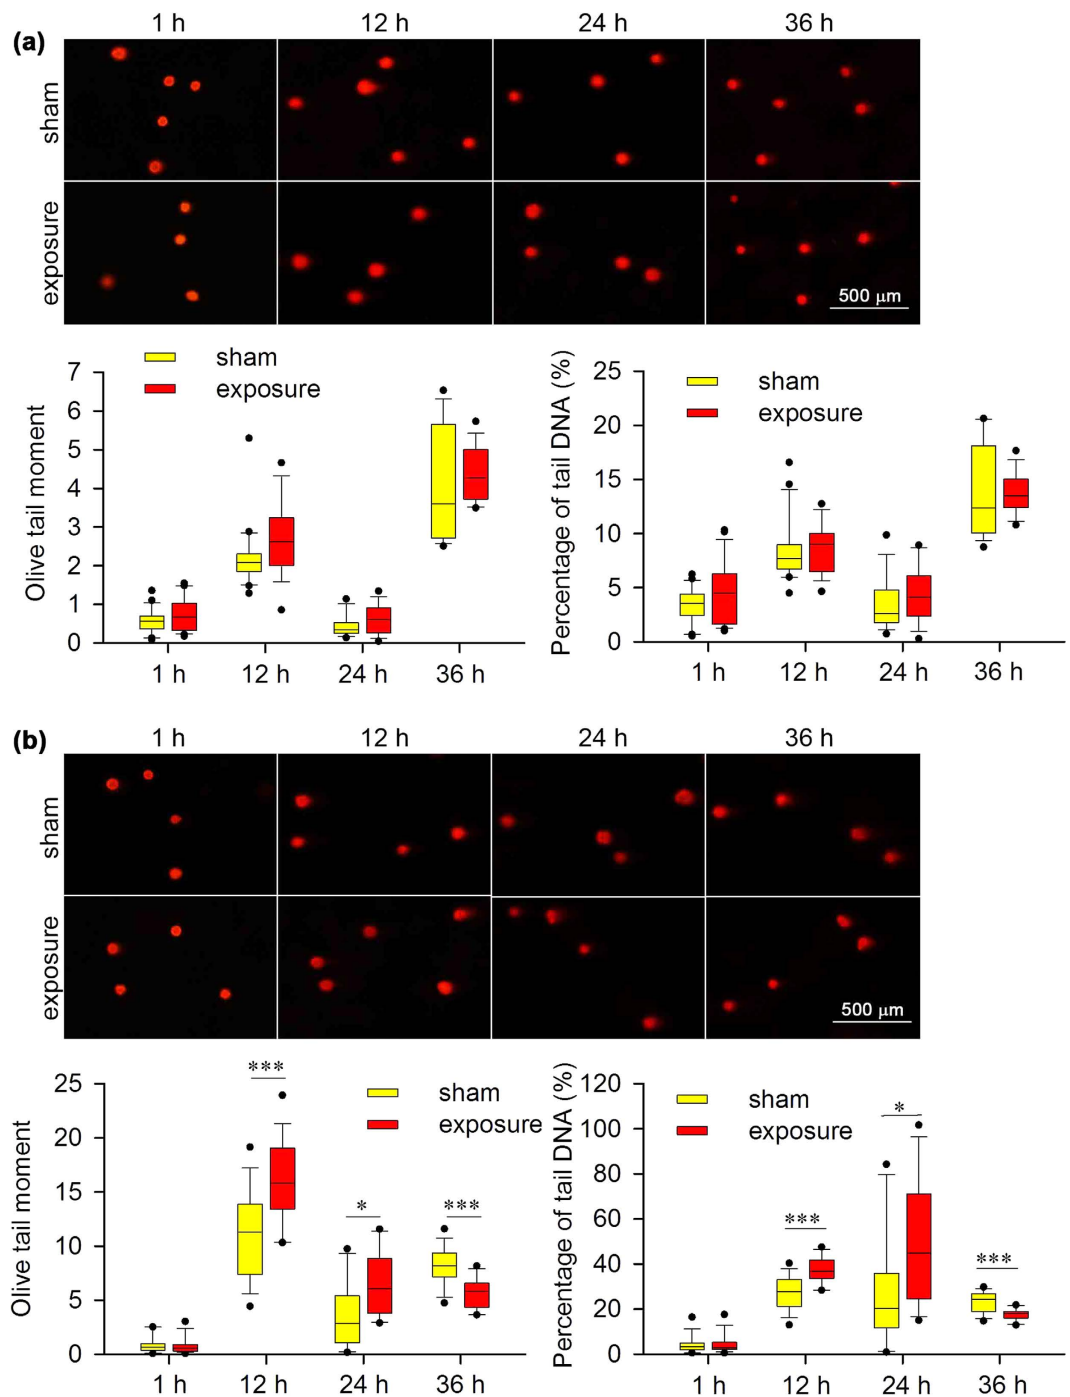 (a)
1 h 12 h 24 h 36 h
sham
exposure
500 µm
Olive tail moment
7
6
5
4
3
2
1
0
sham
exposure
1 h 12 h 24 h 36 h
Percentage of tail DNA (%)
25
20
15
10
5
0
sham
exposure
1 h 12 h 24 h 36 h
(b)
1 h 12 h 24 h 36 h
sham
exposure
500 µm
Olive tail moment
25
20
15
10
5
0
sham
exposure
***
*
***
1 h 12 h 24 h 36 h
Percentage of tail DNA (%)
120
100
80
60
40
20
0
sham
exposure
***
*
***
1 h 12 h 24 h 36 h